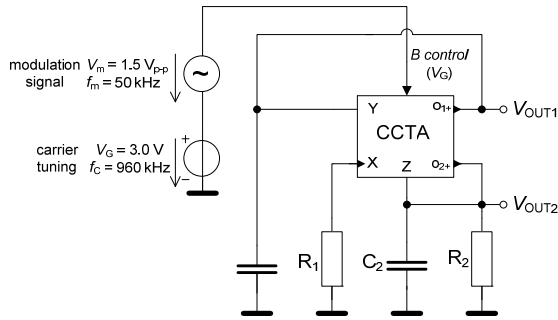 modulation
signal
Vm = 1.5 Vp-p
fm = 50 kHz
~
B control
(VG)
carrier
tuning
VG = 3.0 V
fC = 960 kHz
+
−
Y
o1+
CCTA
X
Z
o2+
VOUT1
VOUT2
R1
C2
R2